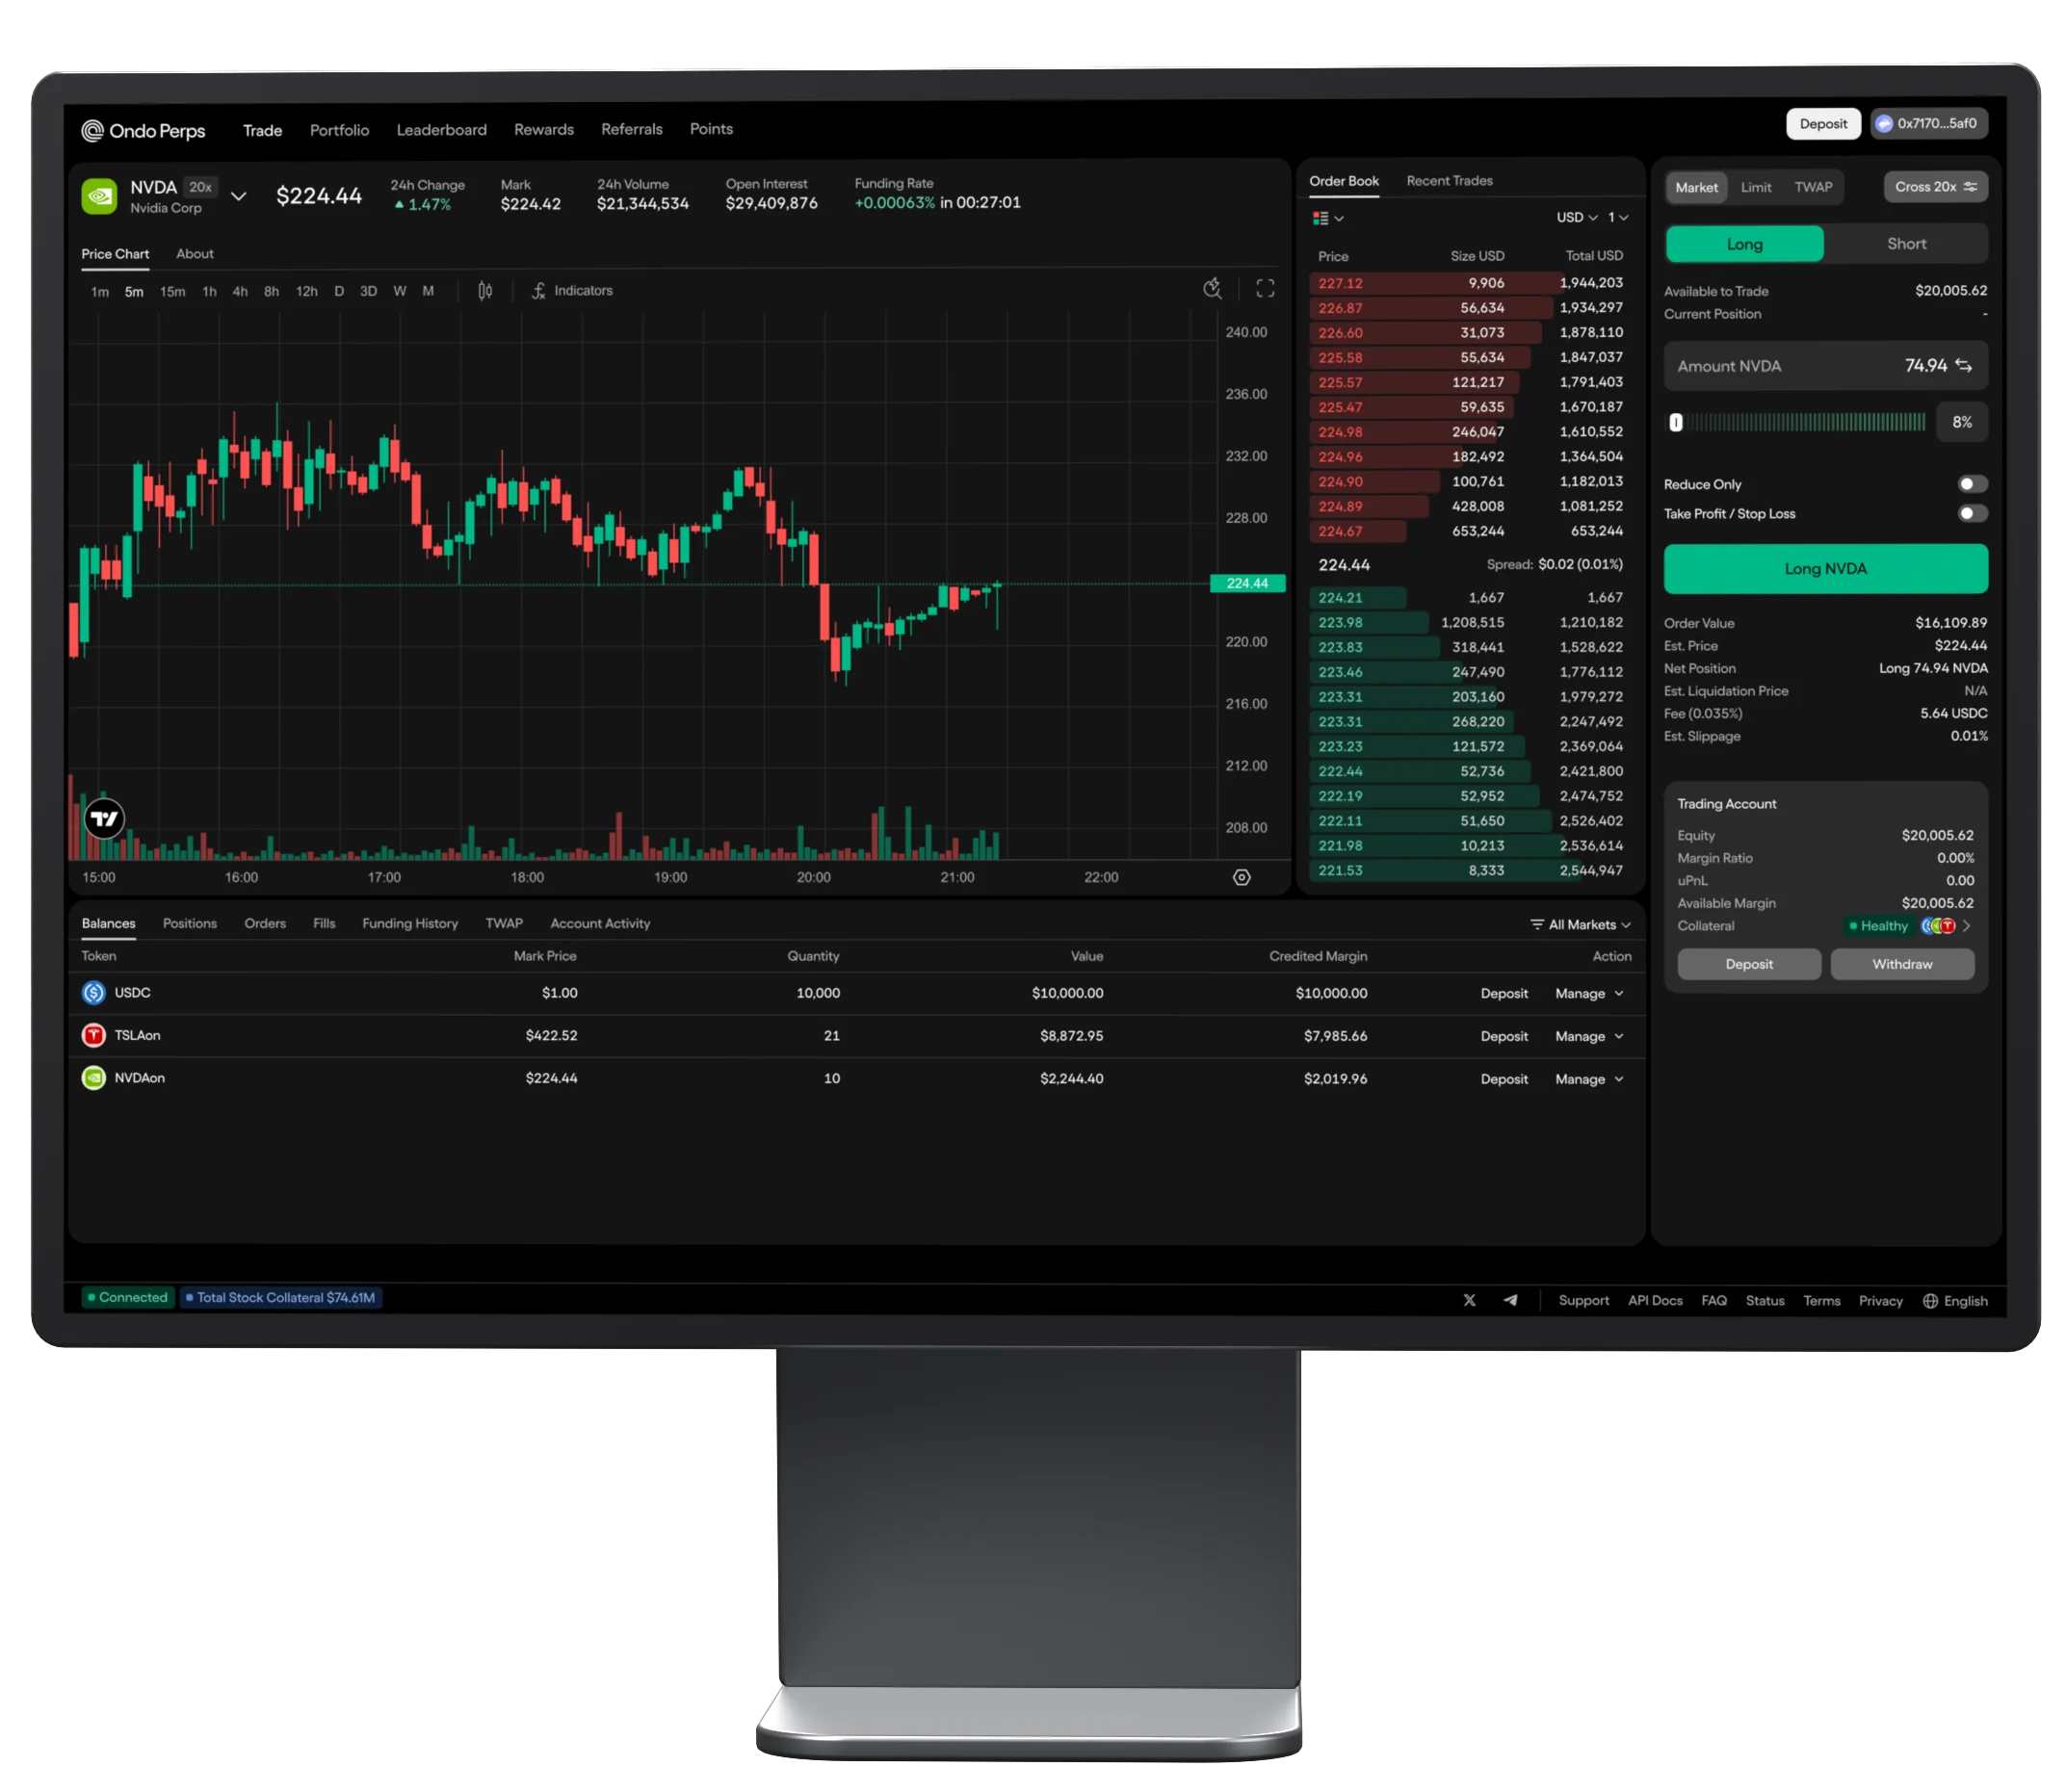 Ondo Perps Trade Portfolio Leaderboard Rewards Referrals Points Deposit 0x7170...5af0
NVDA 20x
Nvidia Corp
$224.44
24h Change
1.47%
Mark
$224.42
24h Volume
$21,344,534
Open Interest
$29,409,876
Funding Rate
+0.00063% in 00:27:01
Price Chart About
1m 5m 15m 1h 4h 8h 12h D 3D W M Indicators
240.00
236.00
232.00
228.00
224.44
220.00
216.00
212.00
208.00
15:00 16:00 17:00 18:00 19:00 20:00 21:00 22:00
Order Book Recent Trades
USD 1
Price Size USD Total USD
227.12 9,906 1,944,203
226.87 56,634 1,934,297
226.60 31,073 1,878,110
225.58 55,634 1,847,037
225.57 121,217 1,791,403
225.47 59,635 1,670,187
224.98 246,047 1,610,552
224.96 182,492 1,364,504
224.90 100,761 1,182,013
224.89 428,008 1,081,252
224.67 653,244 653,244
224.44 Spread: $0.02 (0.01%)
224.21 1,667 1,667
223.98 1,208,515 1,210,182
223.83 318,441 1,528,622
223.46 247,490 1,776,112
223.31 203,160 1,979,272
223.31 268,220 2,247,492
223.23 121,572 2,369,064
222.44 52,736 2,421,800
222.19 52,952 2,474,752
222.11 51,650 2,526,402
221.98 10,213 2,536,614
221.53 8,333 2,544,947
Market Limit TWAP Cross 20x
Long Short
Available to Trade $20,005.62
Current Position -
Amount NVDA 74.94
8%
Reduce Only
Take Profit / Stop Loss
Long NVDA
Order Value $16,109.89
Est. Price $224.44
Net Position Long 74.94 NVDA
Est. Liquidation Price N/A
Fee (0.035%) 5.64 USDC
Est. Slippage 0.01%
Trading Account
Equity $20,005.62
Margin Ratio 0.00%
uPnL 0.00
Available Margin $20,005.62
Collateral Healthy
Deposit Withdraw
Balances Positions Orders Fills Funding History TWAP Account Activity All Markets
Token Mark Price Quantity Value Credited Margin Action
USDC $1.00 10,000 $10,000.00 $10,000.00 Deposit Manage
TSLAon $422.52 21 $8,872.95 $7,985.66 Deposit Manage
NVDAon $224.44 10 $2,244.40 $2,019.96 Deposit Manage
Connected Total Stock Collateral $74.61M Support API Docs FAQ Status Terms Privacy English